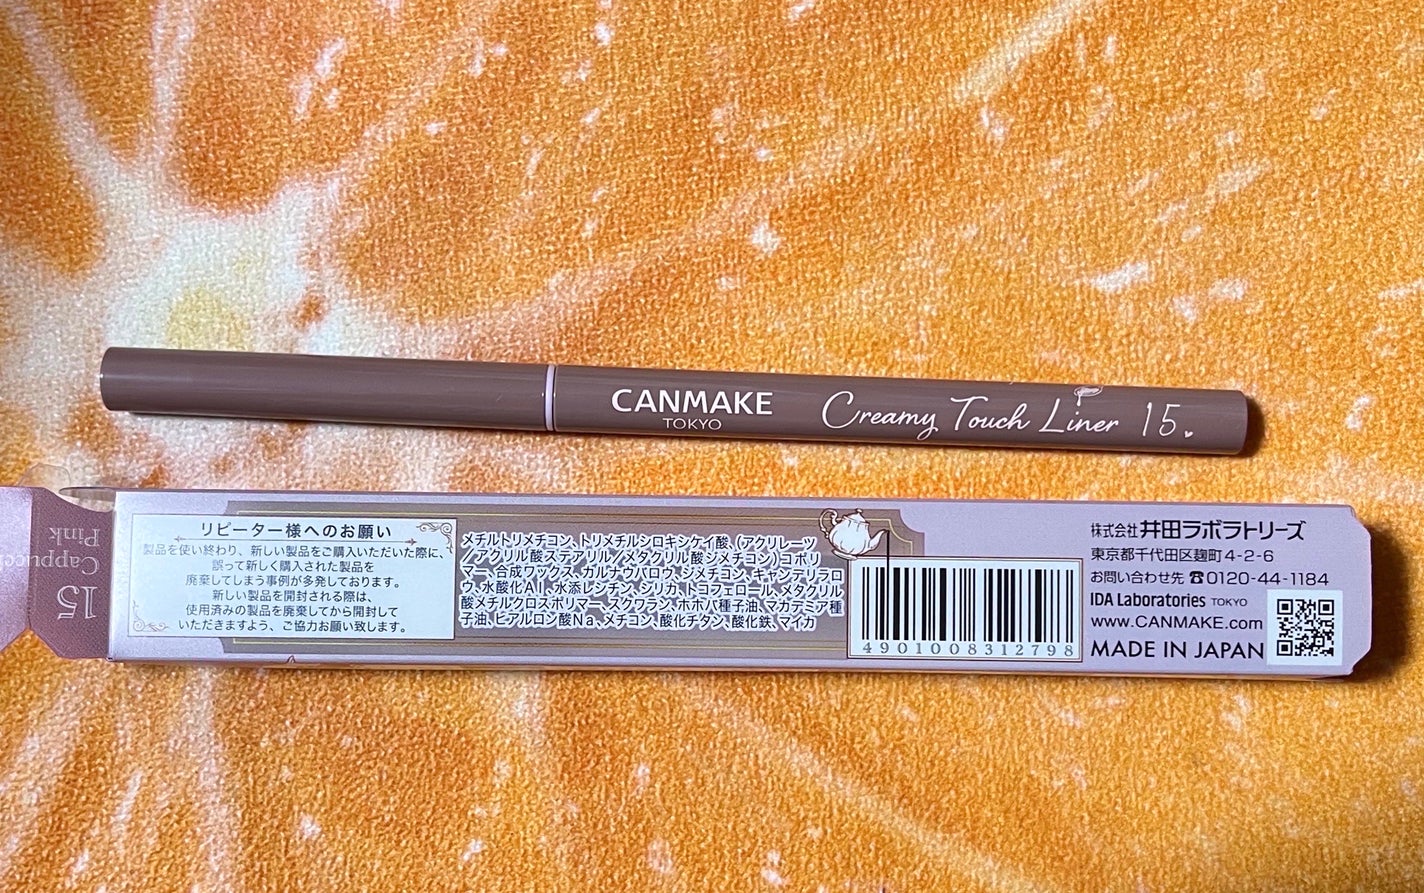 CANMAKE
TOKYO
Creamy Touch Liner 15
15
Pink
リピーター様へのお願い
製品を使い終わり、新しい製品をご購入いただいた際に、
誤って新しく購入された製品を
廃棄してしまう事例が多発しております。
新しい製品を開封される際は、
使用済みの製品を廃棄してから開封して
いただきますよう、ご協力お願い致します。
メチルトリメチコン、トリメチルシロキシケイ酸、(アクリレーツ
/アクリル酸ステアリル/メタクリル酸ジメチコン)コポリ
マー、合成ワックス、カルナウバロウ、ジメチコン、キャンデリラロ
ウ、水酸化Al、水添レシチン、シリカ、トコフェロール、メタクリル
酸メチルクロスポリマー、スクワラン、ホホバ種子油、マカデミア種
子油、ヒアルロン酸Na、メチコン、酸化チタン、酸化鉄、マイカ
4901008312798
株式会社 井田ラボラトリーズ
東京都千代田区麹町4-2-6
お問い合わせ先 ☎0120-44-1184
IDA Laboratories TOKYO
www.CANMAKE.com
MADE IN JAPAN